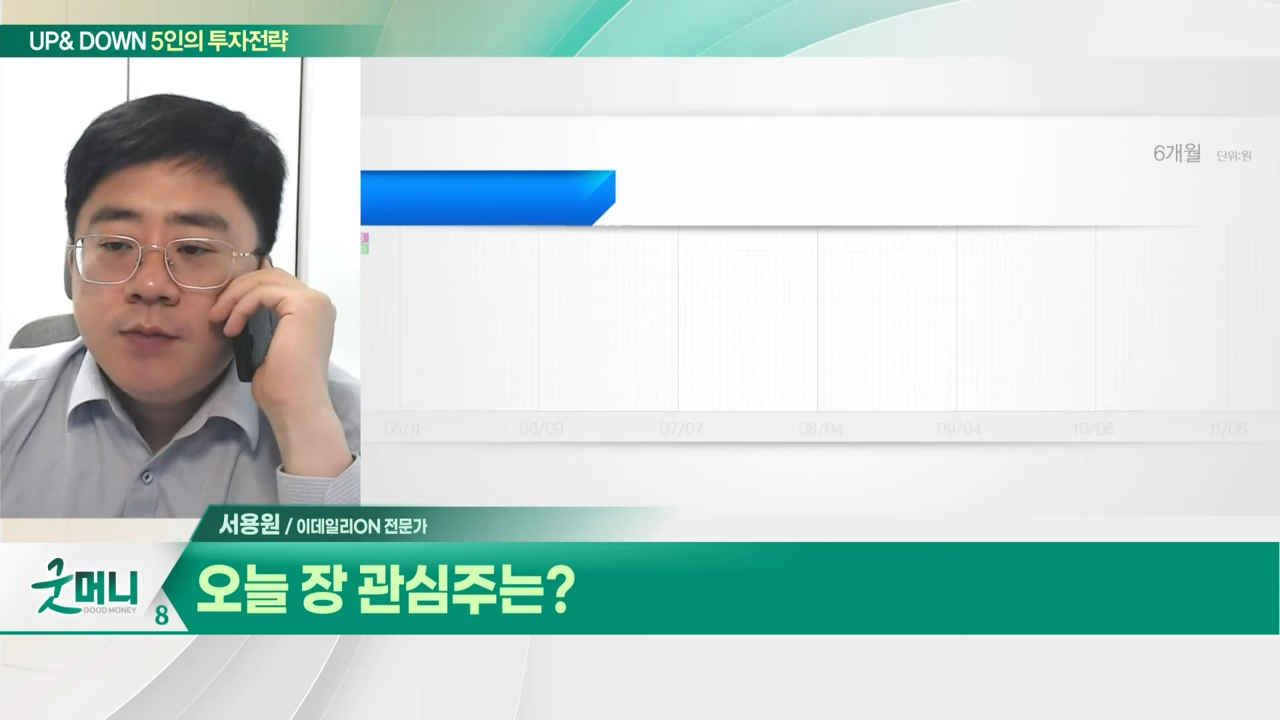 UP& DOWN 5인의 투자전략
6개월 단위:원
05/11 06/09 07/07 08/04 09/04 10/06 11/06
서용원 / 이데일리ON 전문가
굿머니
GOOD MONEY
8
오늘 장 관심주는?